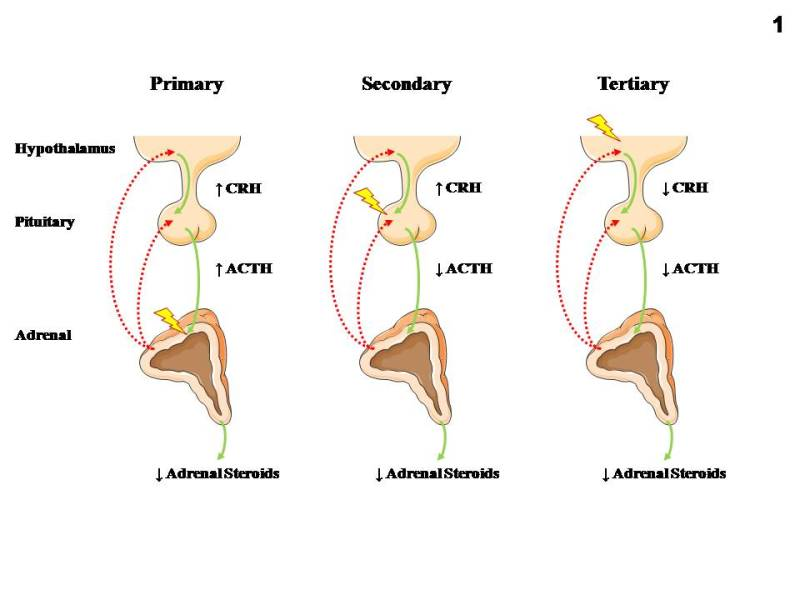 1
Primary Secondary Tertiary
Hypothalamus
↑ CRH ↑ CRH ↓ CRH
Pituitary
↑ ACTH ↓ ACTH ↓ ACTH
Adrenal
↓ Adrenal Steroids ↓ Adrenal Steroids ↓ Adrenal Steroids